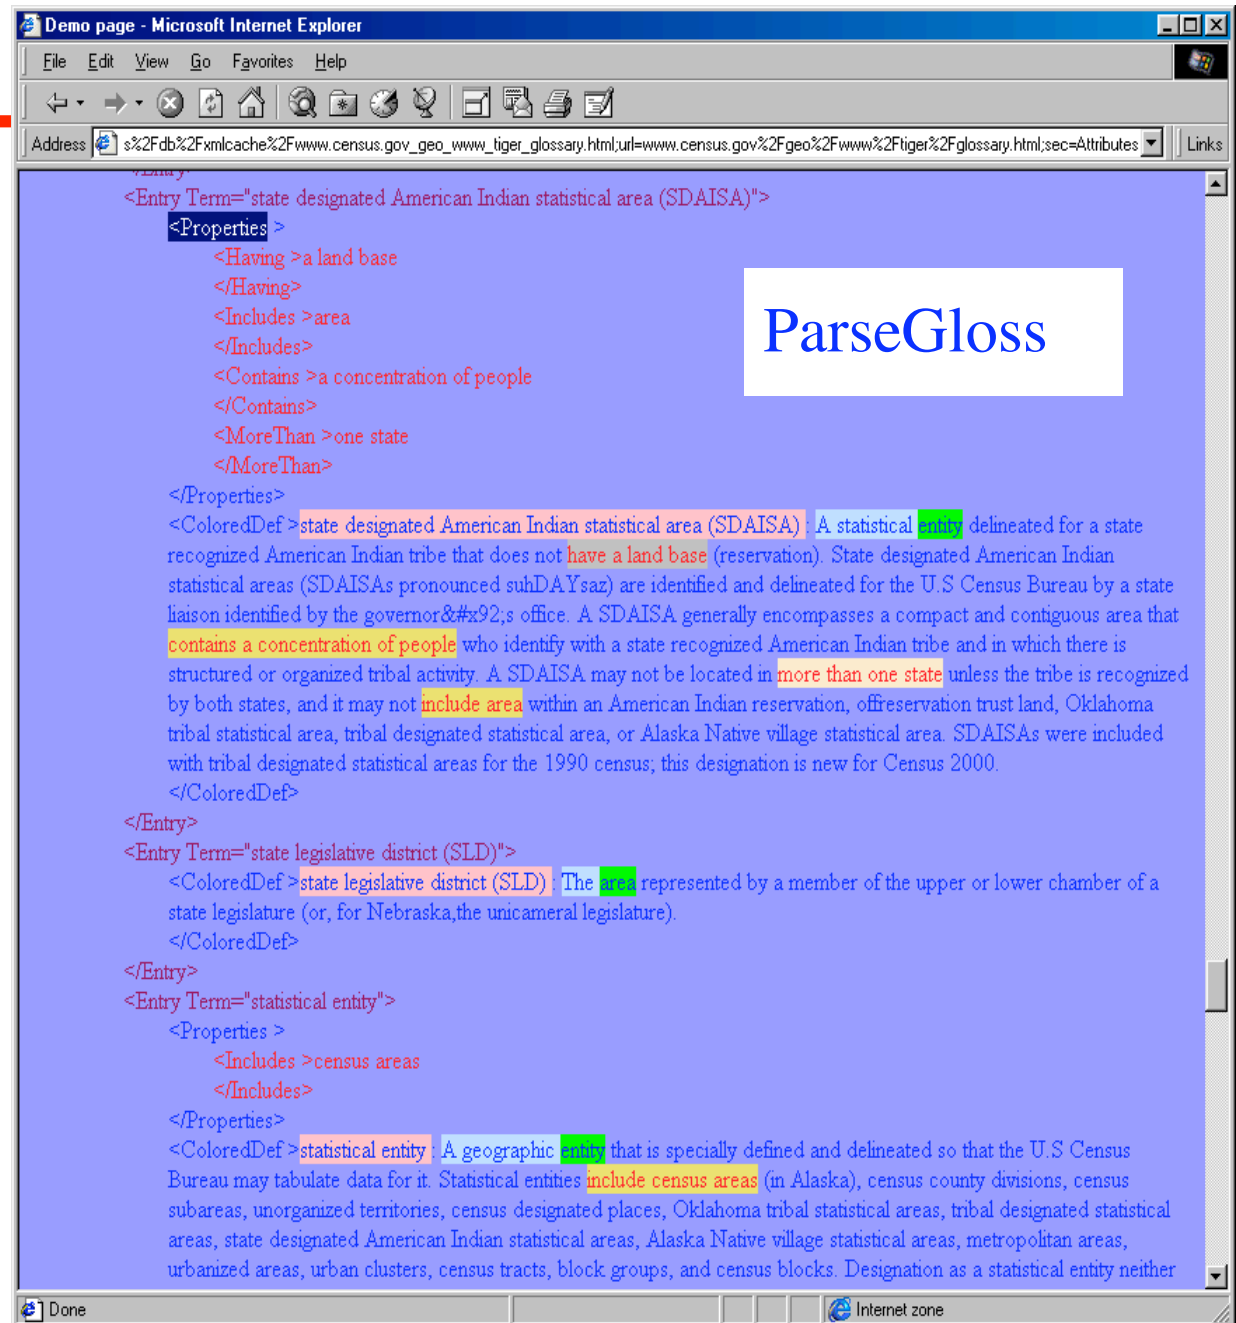 Demo page - Microsoft Internet Explorer
File Edit View Go Favorites Help
Address s%2Fdb%2Fxmlcache%2Fwww.census.gov_geo_www_tiger_glossary.html;url=www.census.gov%2Fgeo%2Fwww%2Ftiger%2Fglossary.html;sec=Attributes Links
</Entry>
<Entry Term="state designated American Indian statistical area (SDAISA)">
<Properties >
<Having >a land base
</Having>
<Includes >area
ParseGloss
</Includes>
<Contains >a concentration of people
</Contains>
<MoreThan >one state
</MoreThan>
</Properties>
<ColoredDef >state designated American Indian statistical area (SDAISA) : A statistical entity delineated for a state
recognized American Indian tribe that does not have a land base (reservation). State designated American Indian
statistical areas (SDAISAs pronounced suhDAYsaz) are identified and delineated for the U.S Census Bureau by a state
liaison identified by the governor&#x92;s office. A SDAISA generally encompasses a compact and contiguous area that
contains a concentration of people who identify with a state recognized American Indian tribe and in which there is
structured or organized tribal activity. A SDAISA may not be located in more than one state unless the tribe is recognized
by both states, and it may not include area within an American Indian reservation, offreservation trust land, Oklahoma
tribal statistical area, tribal designated statistical area, or Alaska Native village statistical area. SDAISAs were included
with tribal designated statistical areas for the 1990 census; this designation is new for Census 2000.
</ColoredDef>
</Entry>
<Entry Term="state legislative district (SLD)">
<ColoredDef >state legislative district (SLD) : The area represented by a member of the upper or lower chamber of a
state legislature (or, for Nebraska,the unicameral legislature).
</ColoredDef>
</Entry>
<Entry Term="statistical entity">
<Properties >
<Includes >census areas
</Includes>
</Properties>
<ColoredDef >statistical entity : A geographic entity that is specially defined and delineated so that the U.S Census
Bureau may tabulate data for it. Statistical entities include census areas (in Alaska), census county divisions, census
subareas, unorganized territories, census designated places, Oklahoma tribal statistical areas, tribal designated statistical
areas, state designated American Indian statistical areas, Alaska Native village statistical areas, metropolitan areas,
urbanized areas, urban clusters, census tracts, block groups, and census blocks. Designation as a statistical entity neither
Done Internet zone